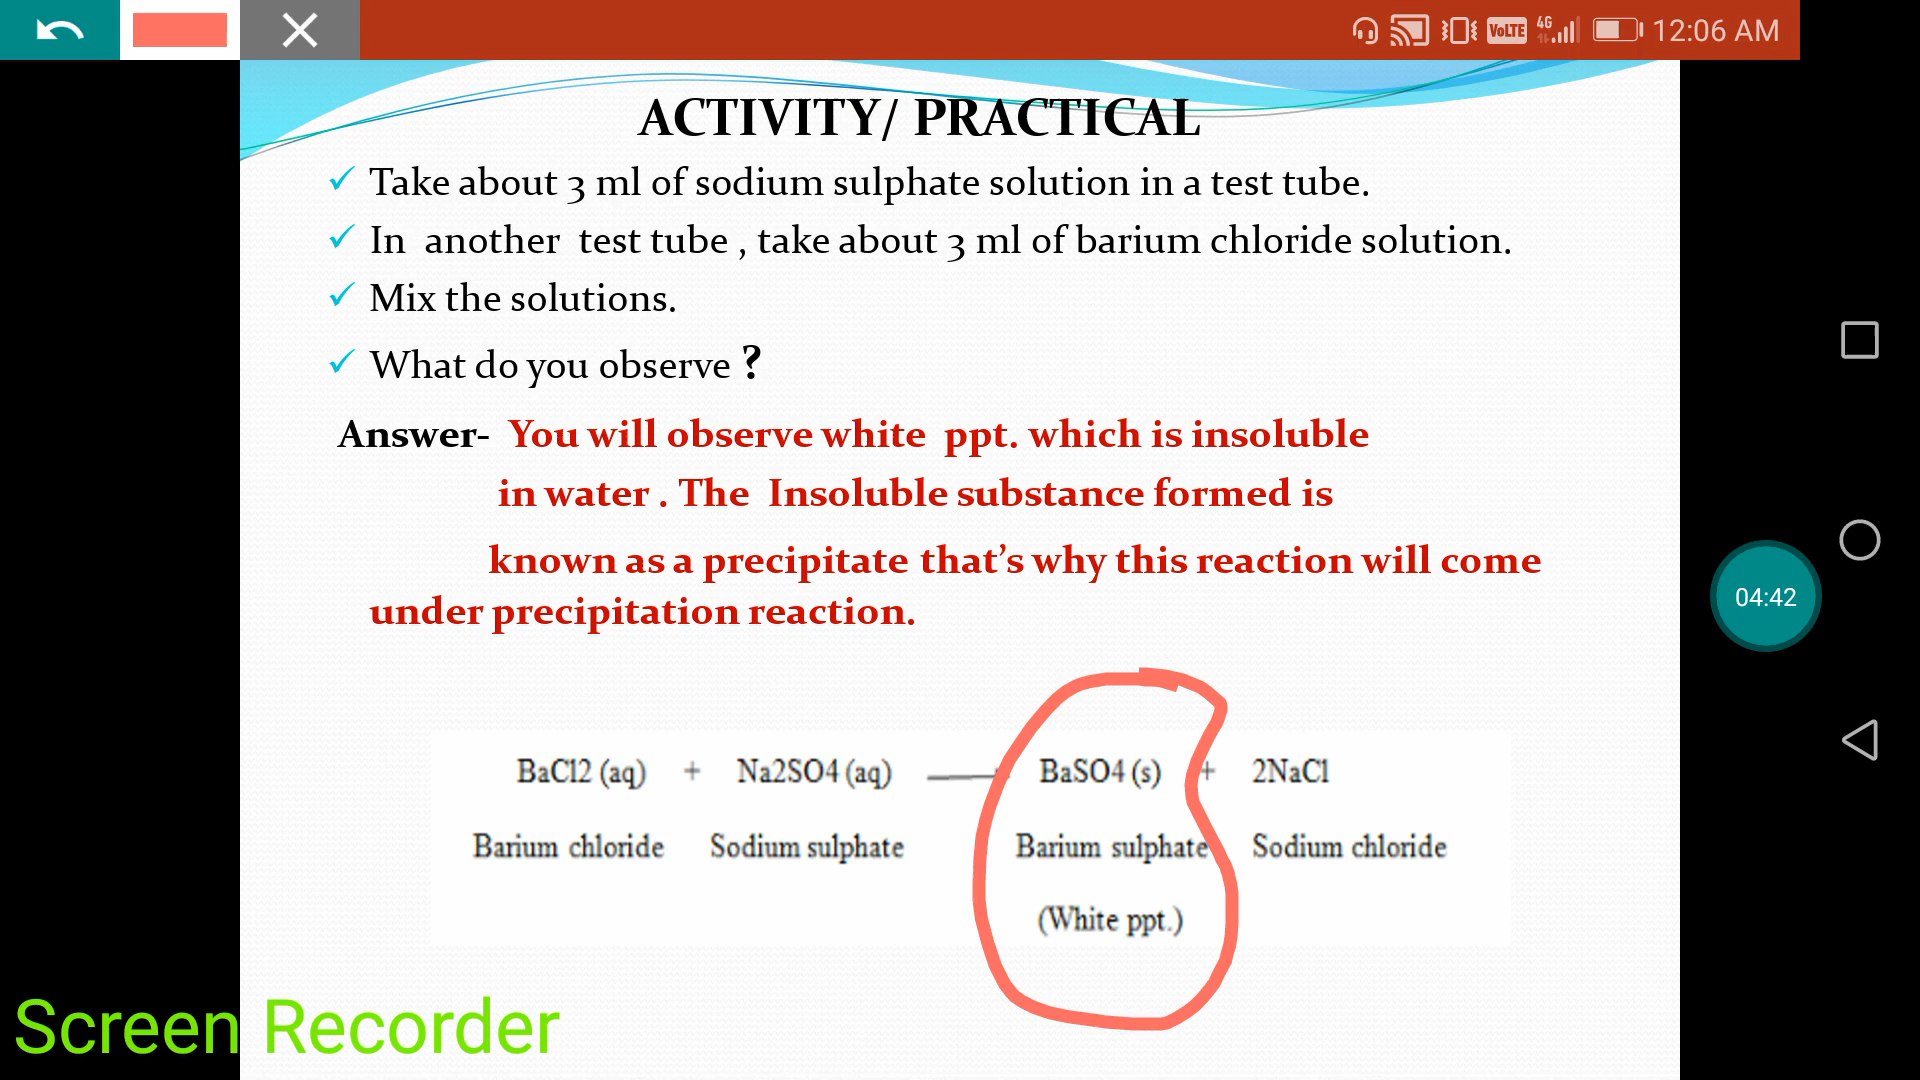 VoLTE 4G 12:06 AM
ACTIVITY/ PRACTICAL
Take about 3 ml of sodium sulphate solution in a test tube.
In another test tube , take about 3 ml of barium chloride solution.
Mix the solutions.
What do you observe ?
Answer- You will observe white ppt. which is insoluble
in water . The Insoluble substance formed is
known as a precipitate that's why this reaction will come
under precipitation reaction.
04:42
BaCl2 (aq) + Na2SO4 (aq) BaSO4 (s) + 2NaCl
Barium chloride Sodium sulphate Barium sulphate Sodium chloride
(White ppt.)
Screen Recorder